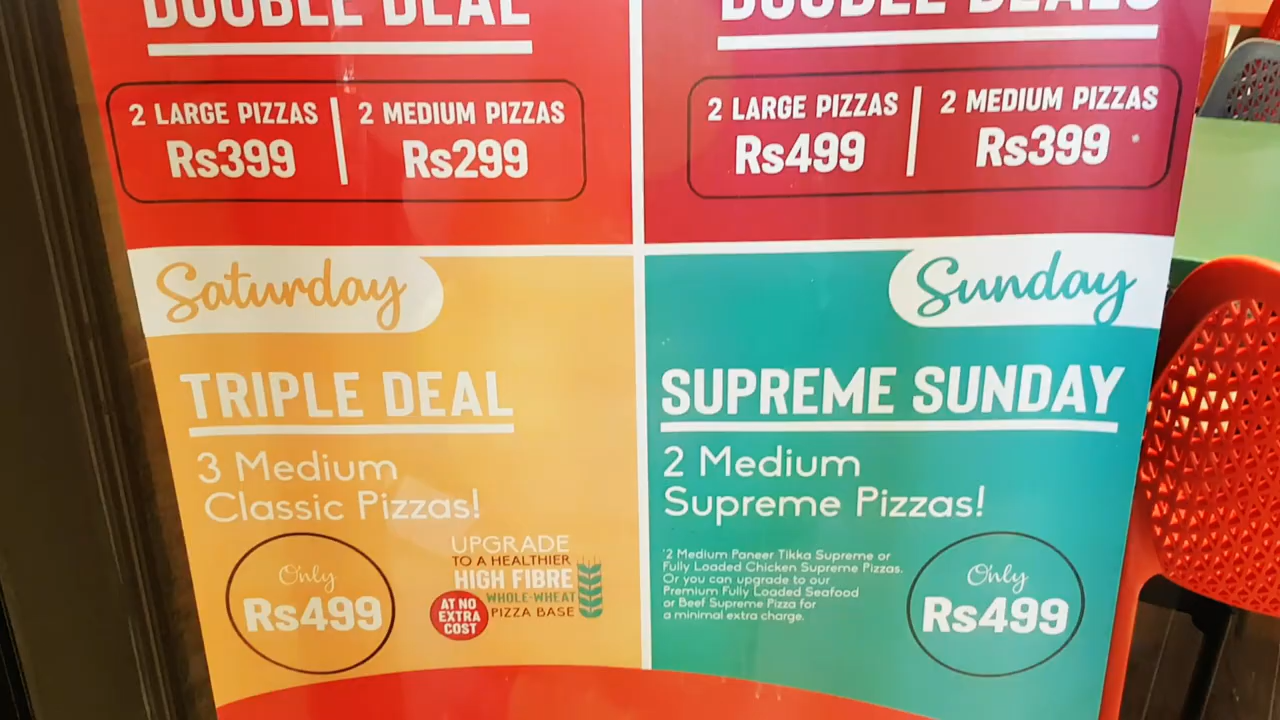 DOUBLE DEAL
2 LARGE PIZZAS
Rs399
2 MEDIUM PIZZAS
Rs299
DOUBLE DEALS
2 LARGE PIZZAS
Rs499
2 MEDIUM PIZZAS
Rs399
Saturday
TRIPLE DEAL
3 Medium
Classic Pizzas!
Only
Rs499
UPGRADE
TO A HEALTHIER
HIGH FIBRE
WHOLE-WHEAT
PIZZA BASE
AT NO
EXTRA
COST
Sunday
SUPREME SUNDAY
2 Medium
Supreme Pizzas!
*2 Medium Paneer Tikka Supreme or
Fully Loaded Chicken Supreme Pizzas.
Or you can upgrade to our
Premium Fully Loaded Seafood
or Beef Supreme Pizza for
a minimal extra charge.
Only
Rs499